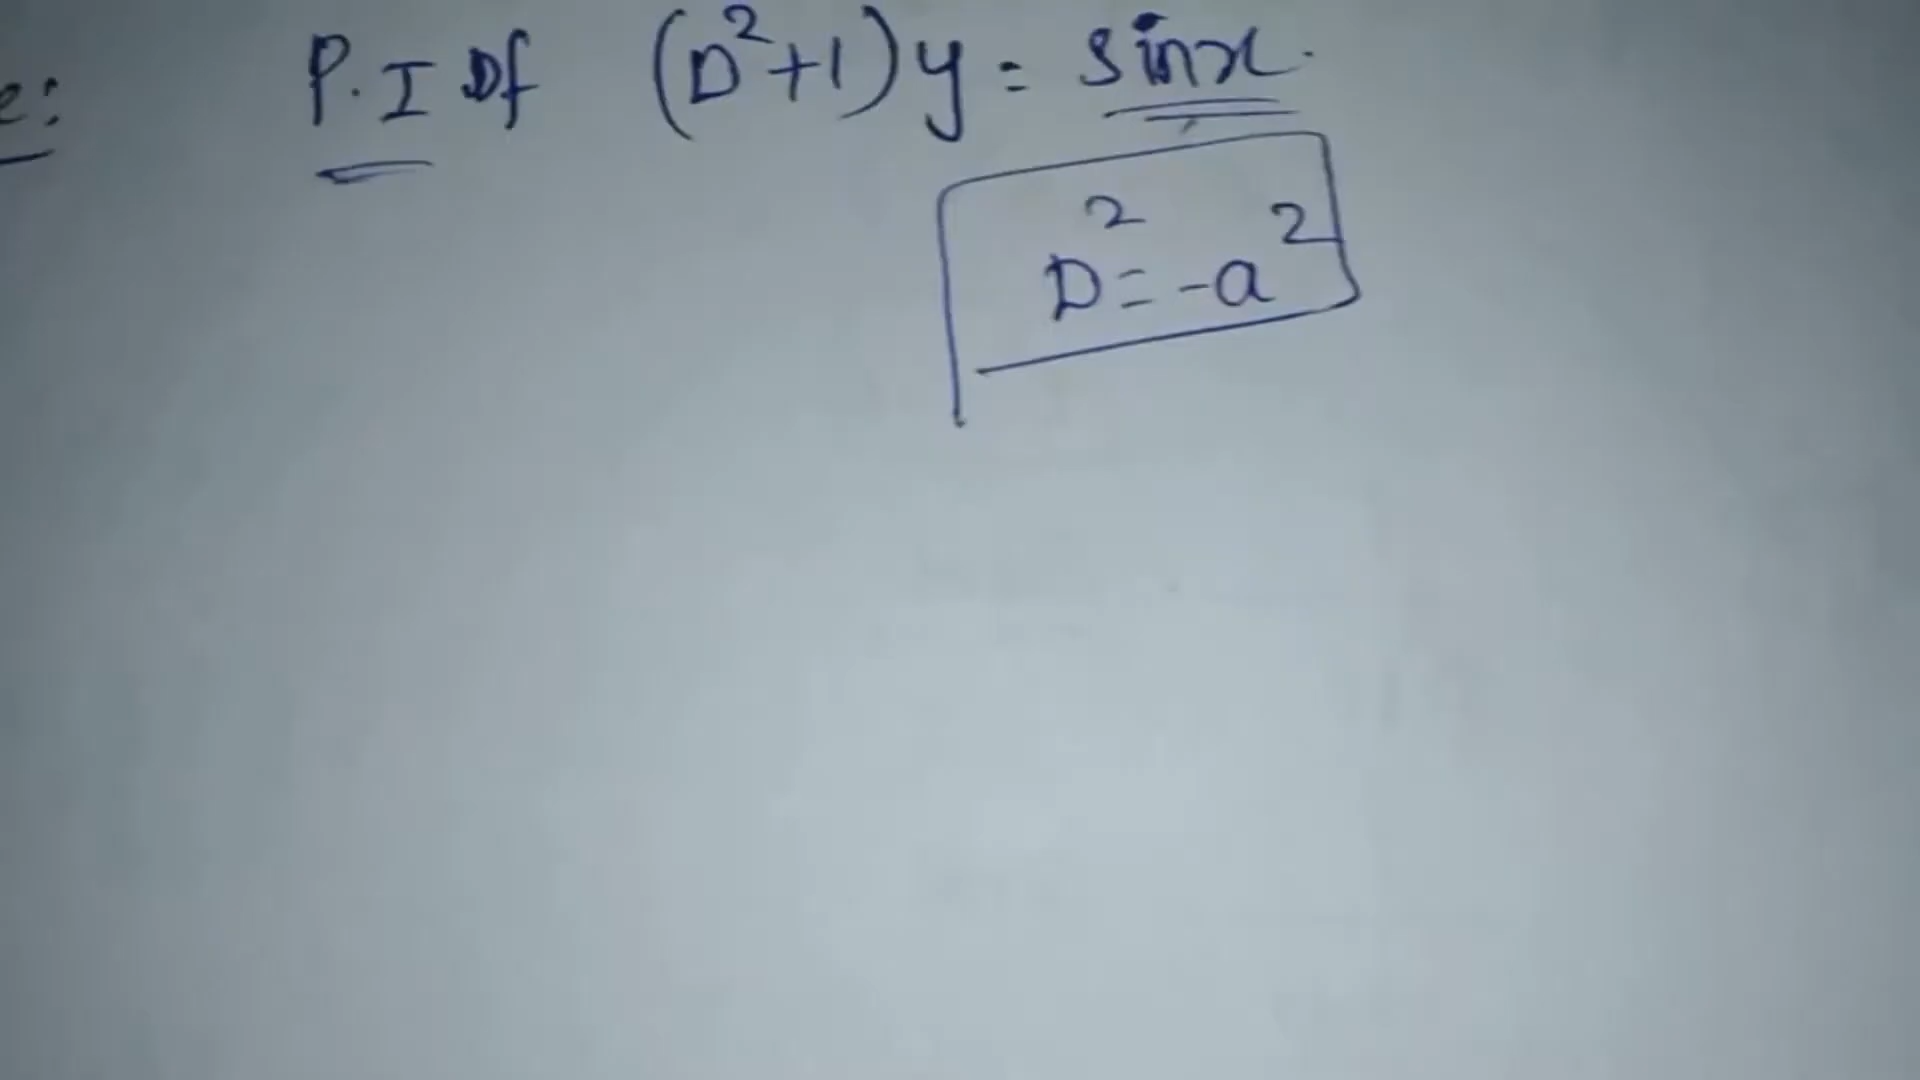 e:
P.I Of (D²+1)y = sinx.
D² = -a²